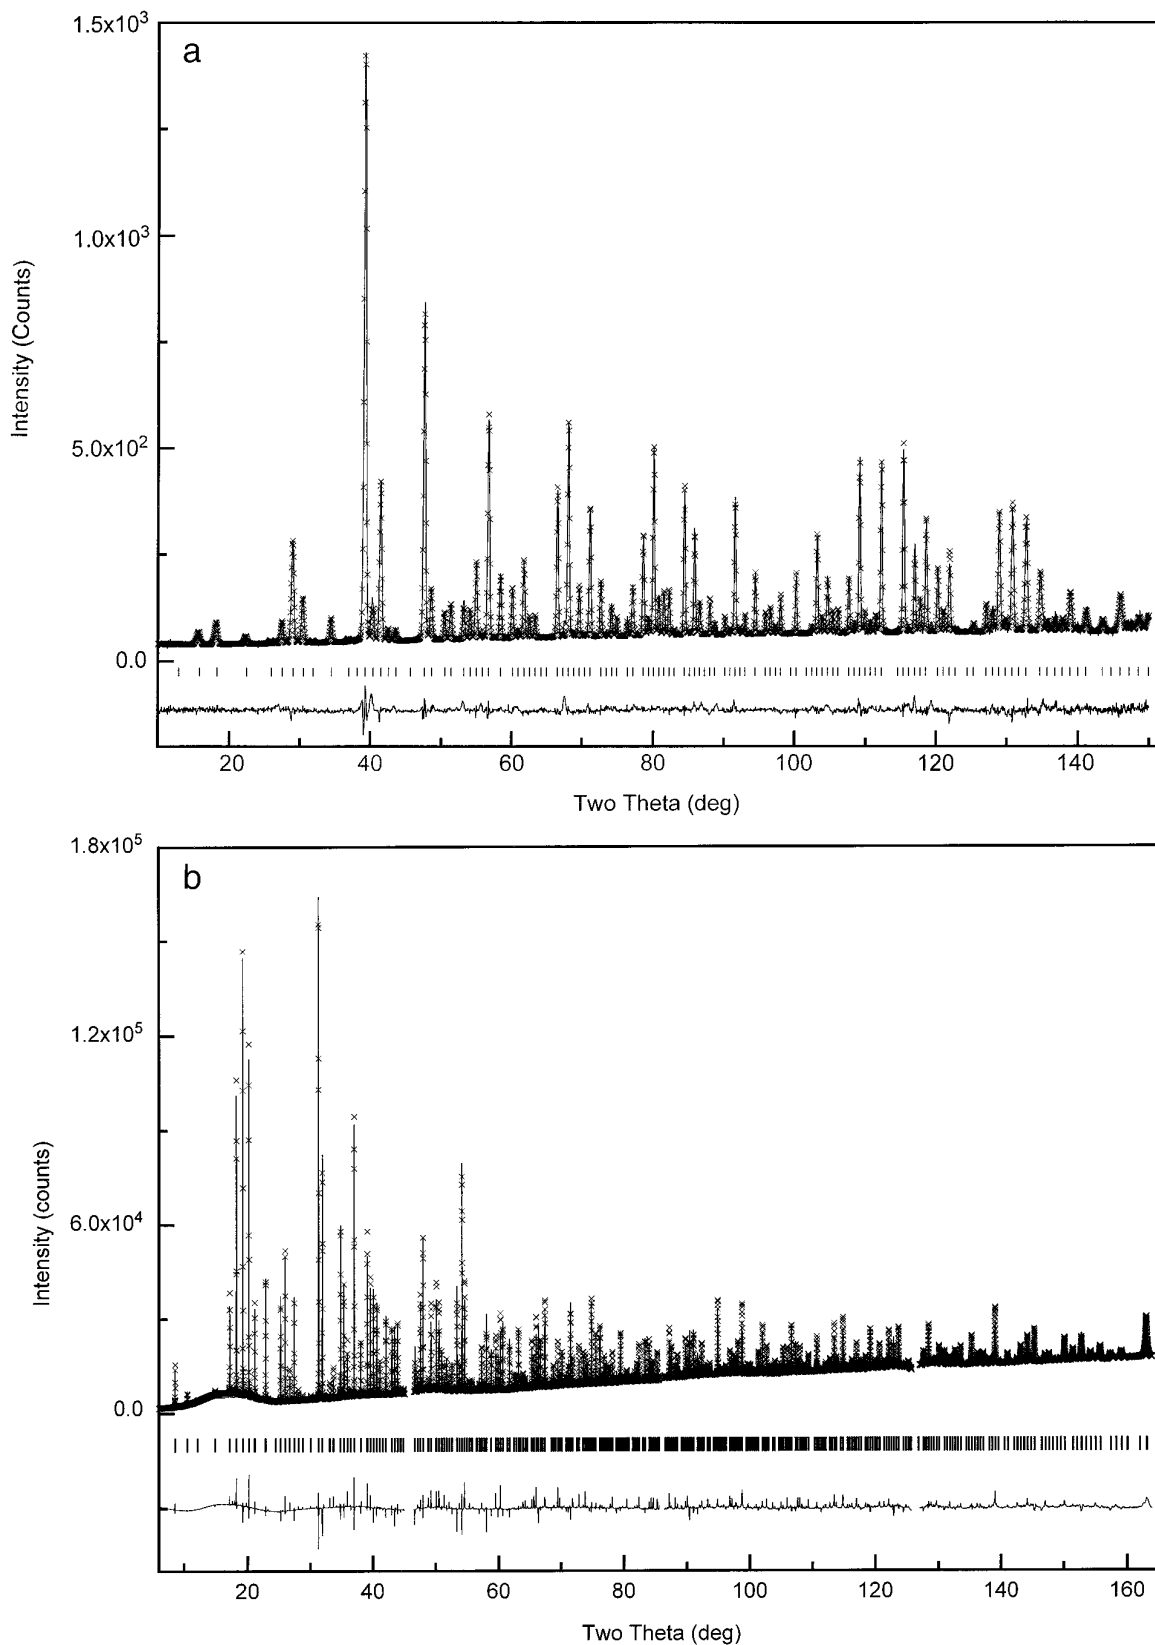 a
1.5x10³
1.0x10³
5.0x10²
0.0
Intensity (Counts)
20 40 60 80 100 120 140
Two Theta (deg)
b
1.8x10⁵
1.2x10⁵
6.0x10⁴
0.0
Intensity (counts)
20 40 60 80 100 120 140 160
Two Theta (deg)